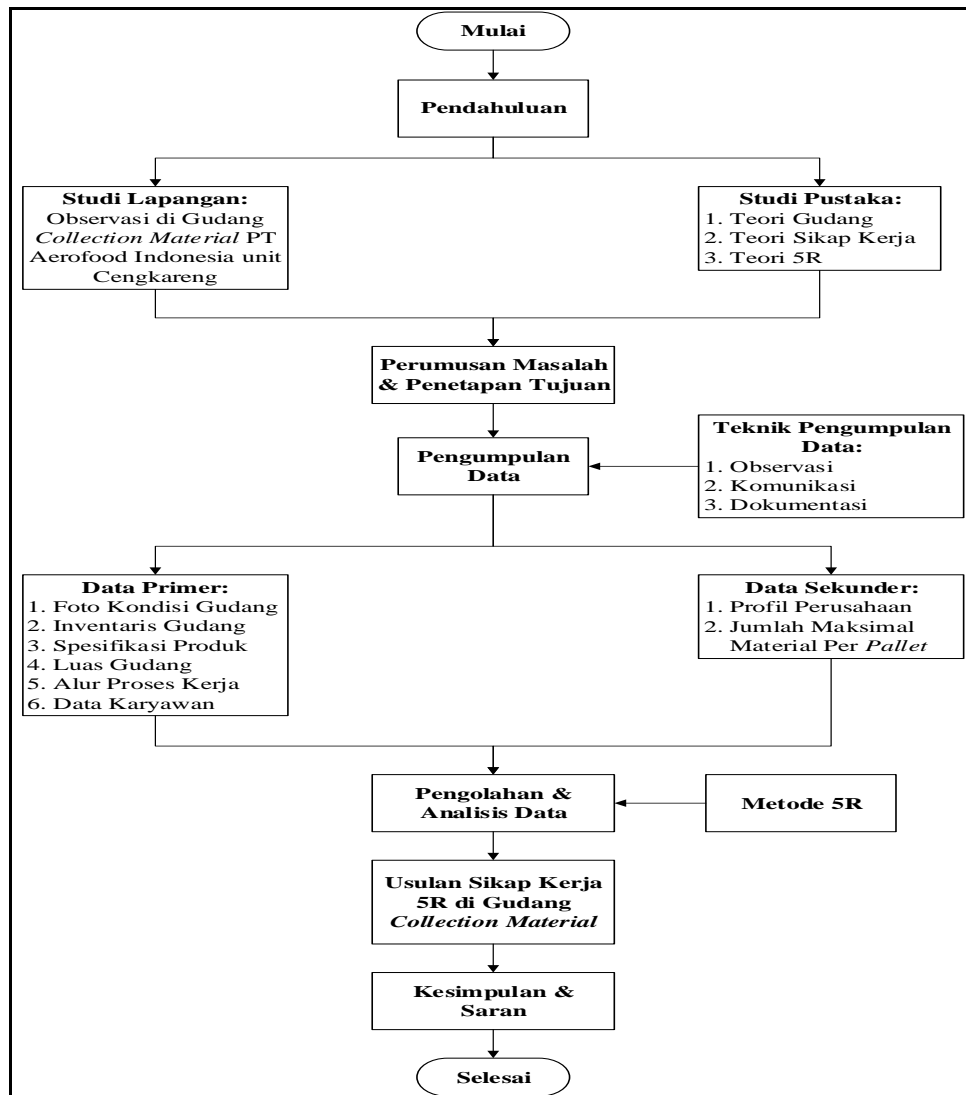 Mulai
Pendahuluan
Studi Lapangan:
Observasi di Gudang
Collection Material PT
Aerofood Indonesia unit
Cengkareng
Studi Pustaka:
1. Teori Gudang
2. Teori Sikap Kerja
3. Teori 5R
Perumusan Masalah
& Penetapan Tujuan
Pengumpulan
Data
Teknik Pengumpulan
Data:
1. Observasi
2. Komunikasi
3. Dokumentasi
Data Primer:
1. Foto Kondisi Gudang
2. Inventaris Gudang
3. Spesifikasi Produk
4. Luas Gudang
5. Alur Proses Kerja
6. Data Karyawan
Data Sekunder:
1. Profil Perusahaan
2. Jumlah Maksimal
Material Per Pallet
Pengolahan &
Analisis Data
Metode 5R
Usulan Sikap Kerja
5R di Gudang
Collection Material
Kesimpulan &
Saran
Selesai